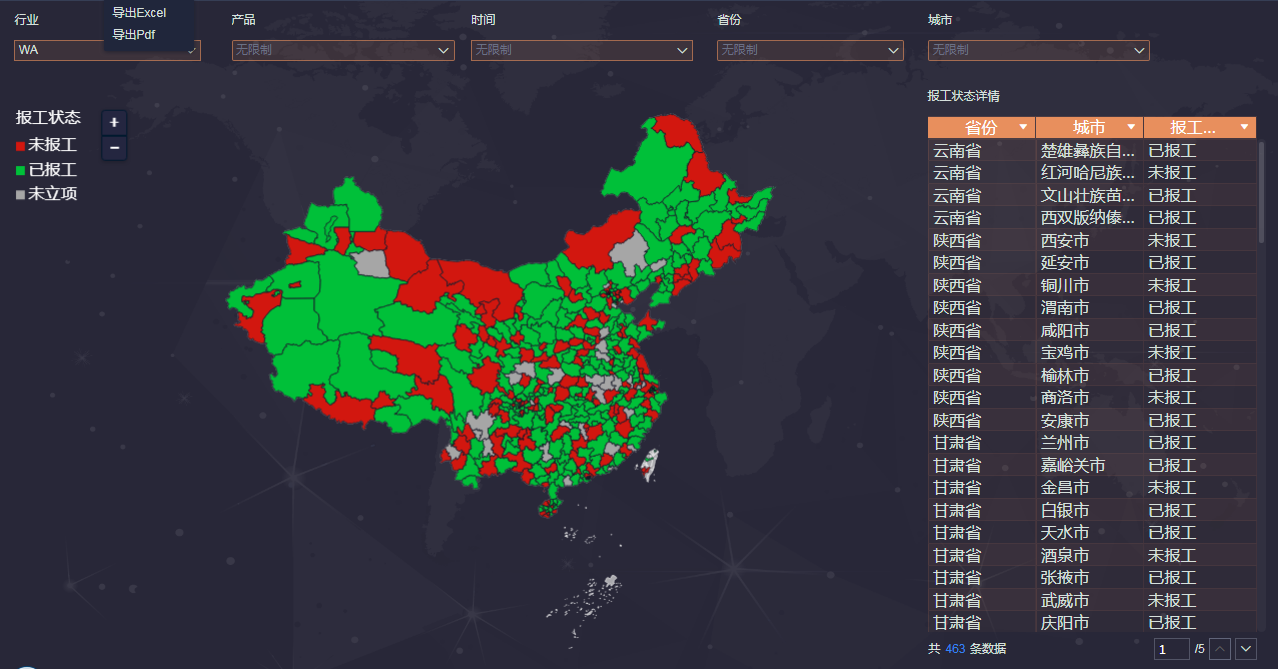 行业
导出Excel
导出Pdf
产品
时间
省份
城市
WA
无限制
无限制
无限制
无限制
报工状态
+
−
未报工
已报工
未立项
报工状态详情
省份 城市 报工...
云南省 楚雄彝族自... 已报工
云南省 红河哈尼族... 未报工
云南省 文山壮族苗... 已报工
云南省 西双版纳傣... 已报工
陕西省 西安市 未报工
陕西省 延安市 已报工
陕西省 铜川市 未报工
陕西省 渭南市 已报工
陕西省 咸阳市 已报工
陕西省 宝鸡市 未报工
陕西省 榆林市 已报工
陕西省 商洛市 未报工
陕西省 安康市 已报工
甘肃省 兰州市 已报工
甘肃省 嘉峪关市 已报工
甘肃省 金昌市 未报工
甘肃省 白银市 已报工
甘肃省 天水市 已报工
甘肃省 酒泉市 未报工
甘肃省 张掖市 已报工
甘肃省 武威市 未报工
甘肃省 庆阳市 已报工
共 463 条数据 1 /5